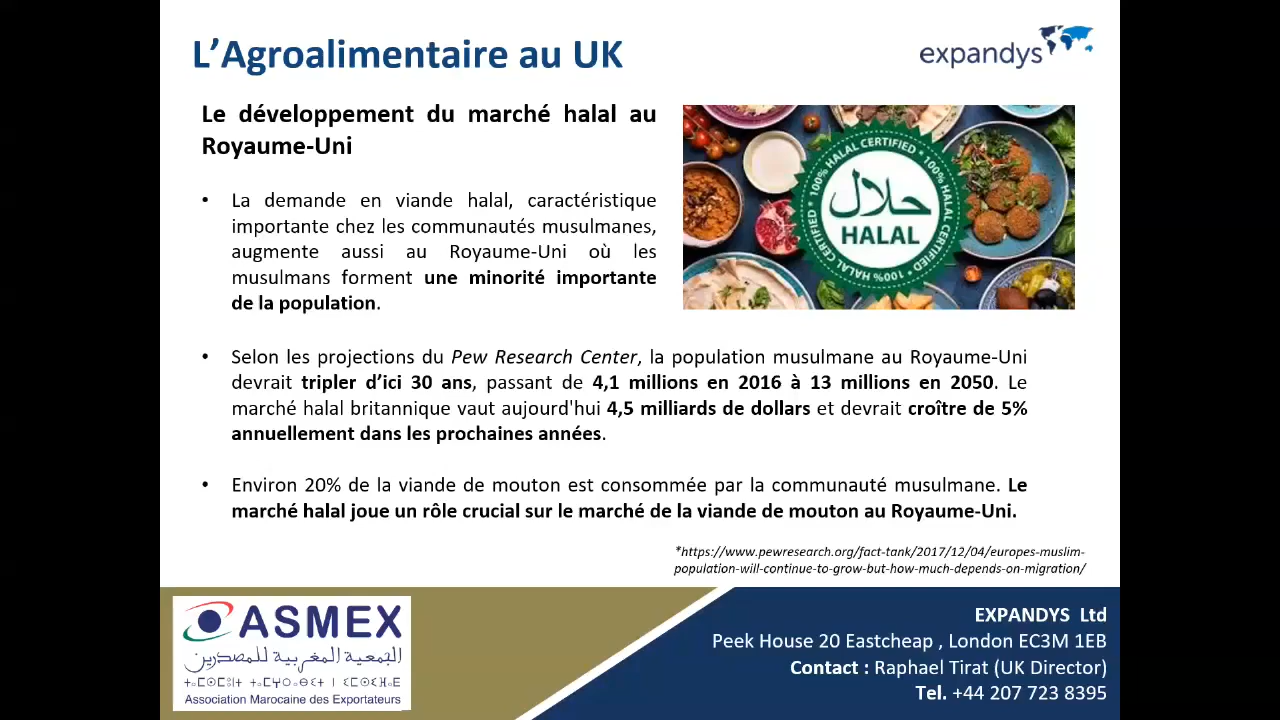 L’Agroalimentaire au UK
expandys
Le développement du marché halal au
Royaume-Uni
• La demande en viande halal, caractéristique
importante chez les communautés musulmanes,
augmente aussi au Royaume-Uni où les
musulmans forment une minorité importante
de la population.
100% HALAL CERTIFIED • 100% HALAL CERTIFIED • 100% HALAL CERTIFIED
حلال
HALAL
• Selon les projections du Pew Research Center, la population musulmane au Royaume-Uni
devrait tripler d’ici 30 ans, passant de 4,1 millions en 2016 à 13 millions en 2050. Le
marché halal britannique vaut aujourd'hui 4,5 milliards de dollars et devrait croître de 5%
annuellement dans les prochaines années.
• Environ 20% de la viande de mouton est consommée par la communauté musulmane. Le
marché halal joue un rôle crucial sur le marché de la viande de mouton au Royaume-Uni.
*https://www.pewresearch.org/fact-tank/2017/12/04/europes-muslim-
population-will-continue-to-grow-but-how-much-depends-on-migration/
ASMEX
الجمعية المغربية للمصدرين
Association Marocaine des Exportateurs
EXPANDYS Ltd
Peek House 20 Eastcheap , London EC3M 1EB
Contact : Raphael Tirat (UK Director)
Tel. +44 207 723 8395